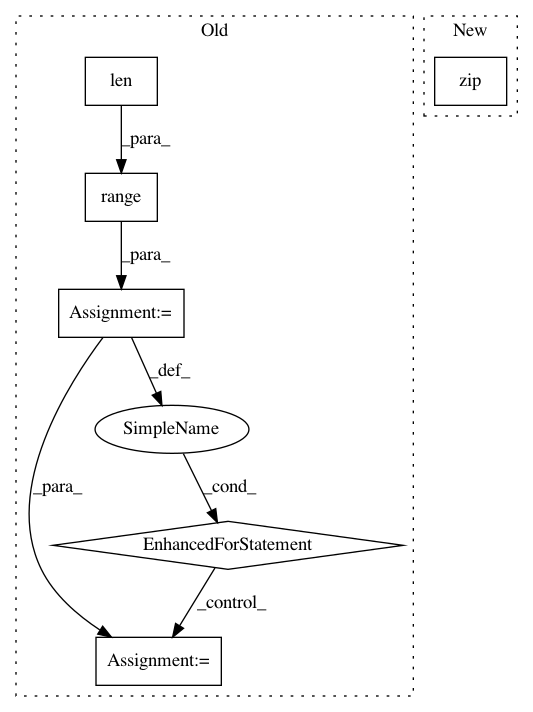 Old
New
len
zip
_para_
range
_para_
Assignment:=
_def_
SimpleName
_para_
_cond_
EnhancedForStatement
_control_
Assignment:=